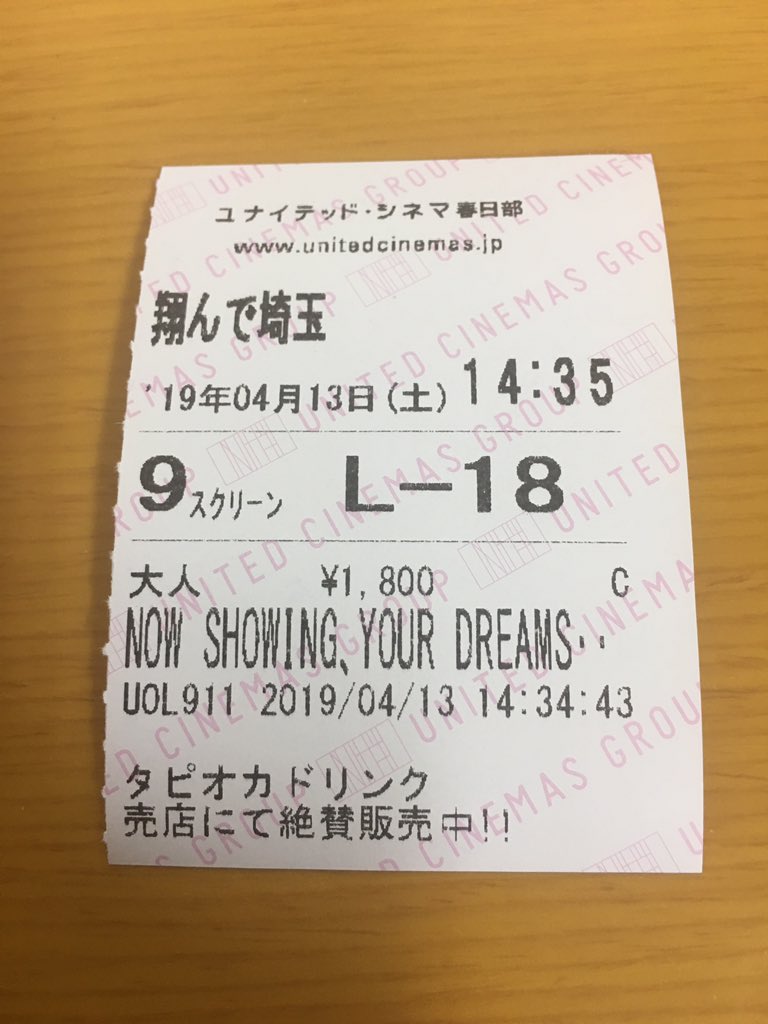 ユナイテッド・シネマ春日部
www.unitedcinemas.jp
翔んで埼玉
'19年04月13日(土) 14:35
9スクリーン L-18
大人 ¥1,800 C
NOW SHOWING、YOUR DREAMS・・
UOL911 2019/04/13 14:34:43
タピオカドリンク
売店にて絶賛販売中!!
UNITED CINEMAS GROUP